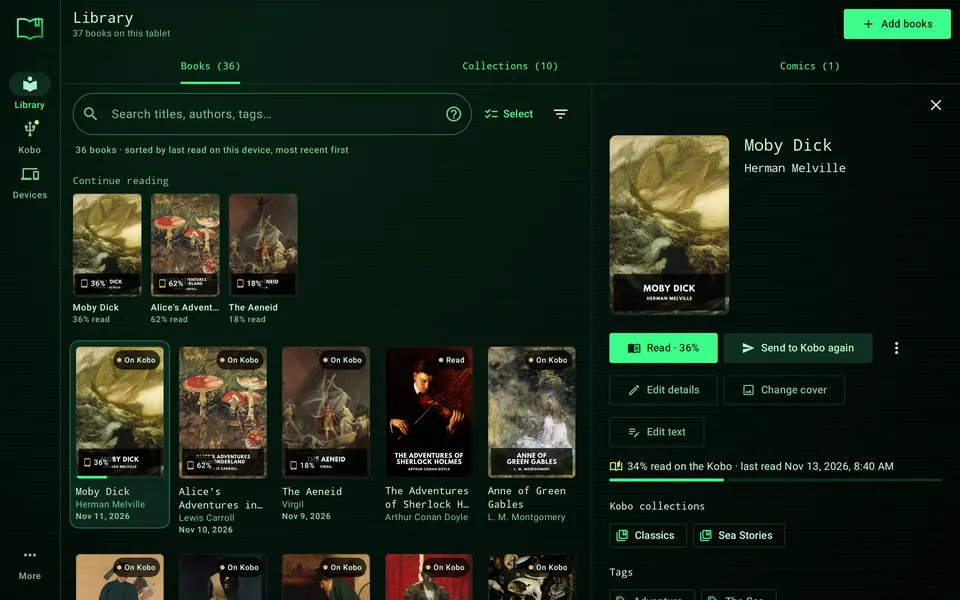 Library
37 books on this tablet
Add books
Library
Kobo
Devices
More
Books (36)
Collections (10)
Comics (1)
Search titles, authors, tags…
Select
36 books · sorted by last read on this device, most recent first
Continue reading
36%
DICK
62%
18%
NEID
Moby Dick
36% read
Alice's Advent…
62% read
The Aeneid
18% read
On Kobo
On Kobo
On Kobo
Read
On Kobo
36%
BY DICK
62%
18%
AENEID
VIRGIL
THE ADVENTURES OF
SHERLOCK HOLMES
ARTHUR CONAN DOYLE
ANNE OF
GREEN GABLES
L. M. MONTGOMERY
Moby Dick
Herman Melville
Nov 11, 2026
Alice's
Adventures in…
Lewis Carroll
Nov 10, 2026
The Aeneid
Virgil
Nov 9, 2026
The Adventures
of Sherlock H…
Arthur Conan Doyle
Anne of Green
Gables
L. M. Montgomery
On Kobo
On Kobo
On Kobo
On Kobo
On Kobo
MOBY DICK
HERMAN MELVILLE
Moby Dick
Herman Melville
Read · 36%
Send to Kobo again
Edit details
Change cover
Edit text
34% read on the Kobo · last read Nov 13, 2026, 8:40 AM
Kobo collections
Classics
Sea Stories
Tags
Adventure
The Sea